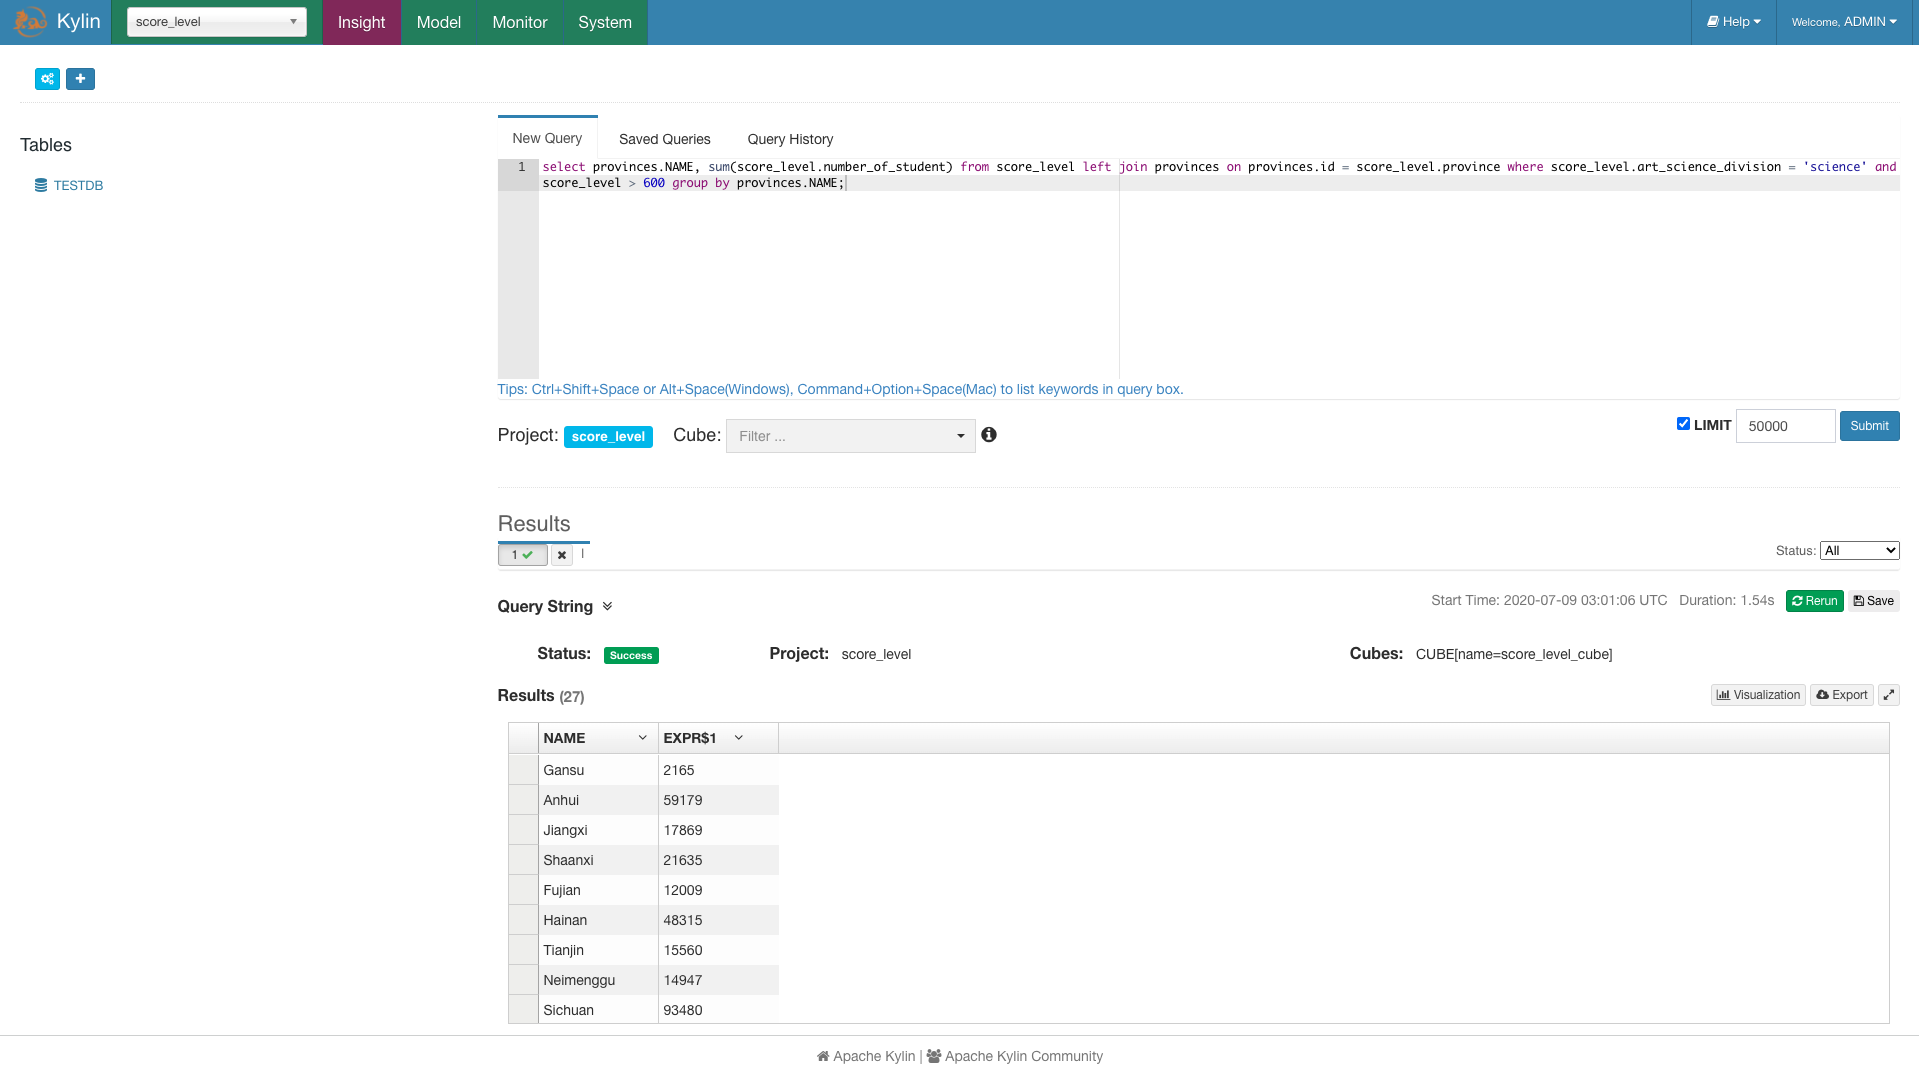 Kylin
score_level
Insight
Model
Monitor
System
Help
Welcome, ADMIN
Tables
TESTDB
New Query
Saved Queries
Query History
1
select provinces.NAME, sum(score_level.number_of_student) from score_level left join provinces on provinces.id = score_level.province where score_level.art_science_division = 'science' and
score_level > 600 group by provinces.NAME;
Tips: Ctrl+Shift+Space or Alt+Space(Windows), Command+Option+Space(Mac) to list keywords in query box.
Project: score_level Cube: Filter ...
LIMIT 50000 Submit
Results
1
Status: All
Query String
Start Time: 2020-07-09 03:01:06 UTC Duration: 1.54s Rerun Save
Status: Success Project: score_level Cubes: CUBE[name=score_level_cube]
Results (27)
Visualization Export
NAME EXPR$1
Gansu 2165
Anhui 59179
Jiangxi 17869
Shaanxi 21635
Fujian 12009
Hainan 48315
Tianjin 15560
Neimenggu 14947
Sichuan 93480
Apache Kylin | Apache Kylin Community